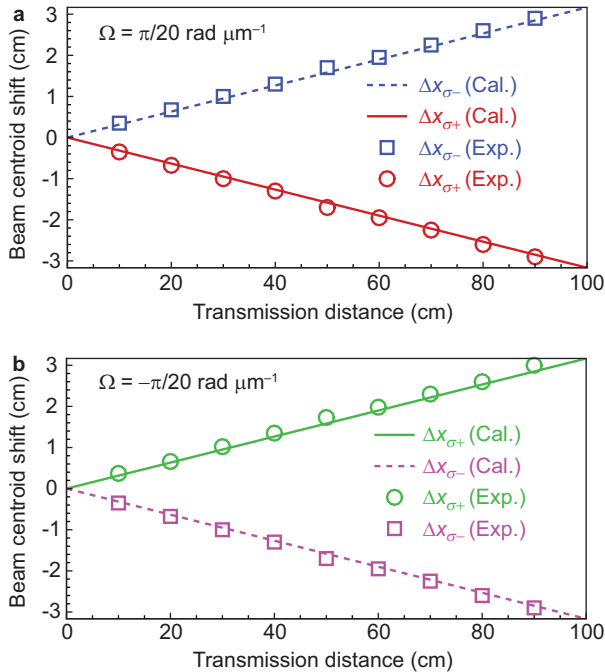 a
Ω = π/20 rad μm⁻¹
Beam centroid shift (cm)
3
2
1
0
-1
-2
-3
Δxσ− (Cal.)
Δxσ+ (Cal.)
Δxσ− (Exp.)
Δxσ+ (Exp.)
0 20 40 60 80 100
Transmission distance (cm)
b
Ω = −π/20 rad μm⁻¹
Beam centroid shift (cm)
3
2
1
0
-1
-2
-3
Δxσ+ (Cal.)
Δxσ− (Cal.)
Δxσ+ (Exp.)
Δxσ− (Exp.)
0 20 40 60 80 100
Transmission distance (cm)